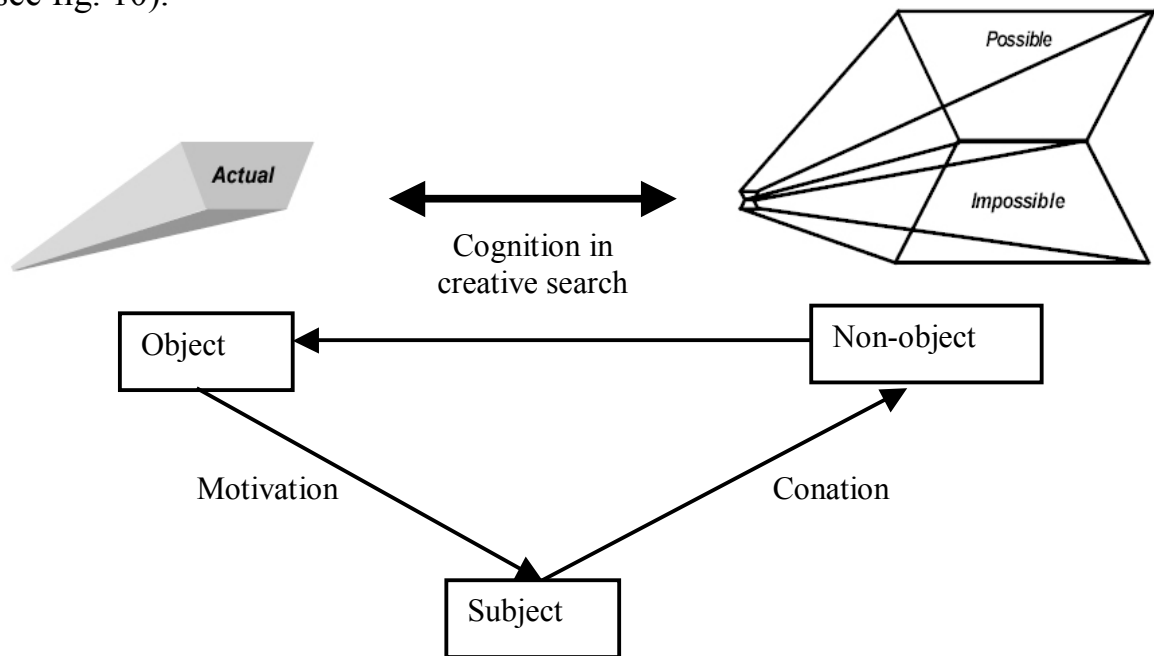 see fig. 10).
Possible
Actual
Impossible
Cognition in
creative search
Object
Non-object
Motivation
Conation
Subject